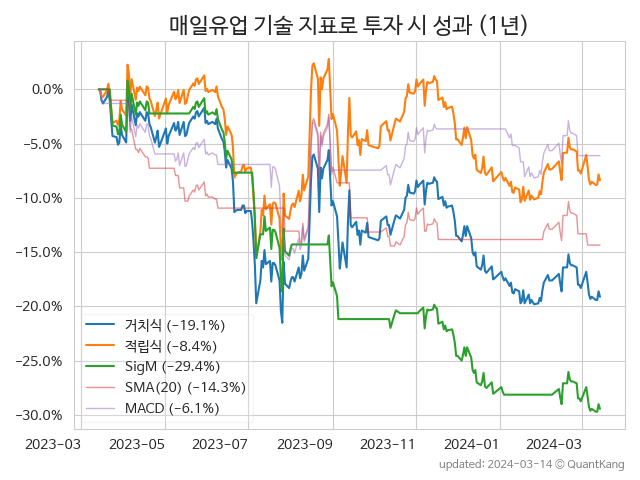 매일유업 기술 지표로 투자 시 성과 (1년)
0.0%
−5.0%
−10.0%
−15.0%
−20.0%
−25.0%
−30.0%
거치식 (−19.1%)
적립식 (−8.4%)
SigM (−29.4%)
SMA(20) (−14.3%)
MACD (−6.1%)
2023-03 2023-05 2023-07 2023-09 2023-11 2024-01 2024-03
updated: 2024-03-14 © QuantKang